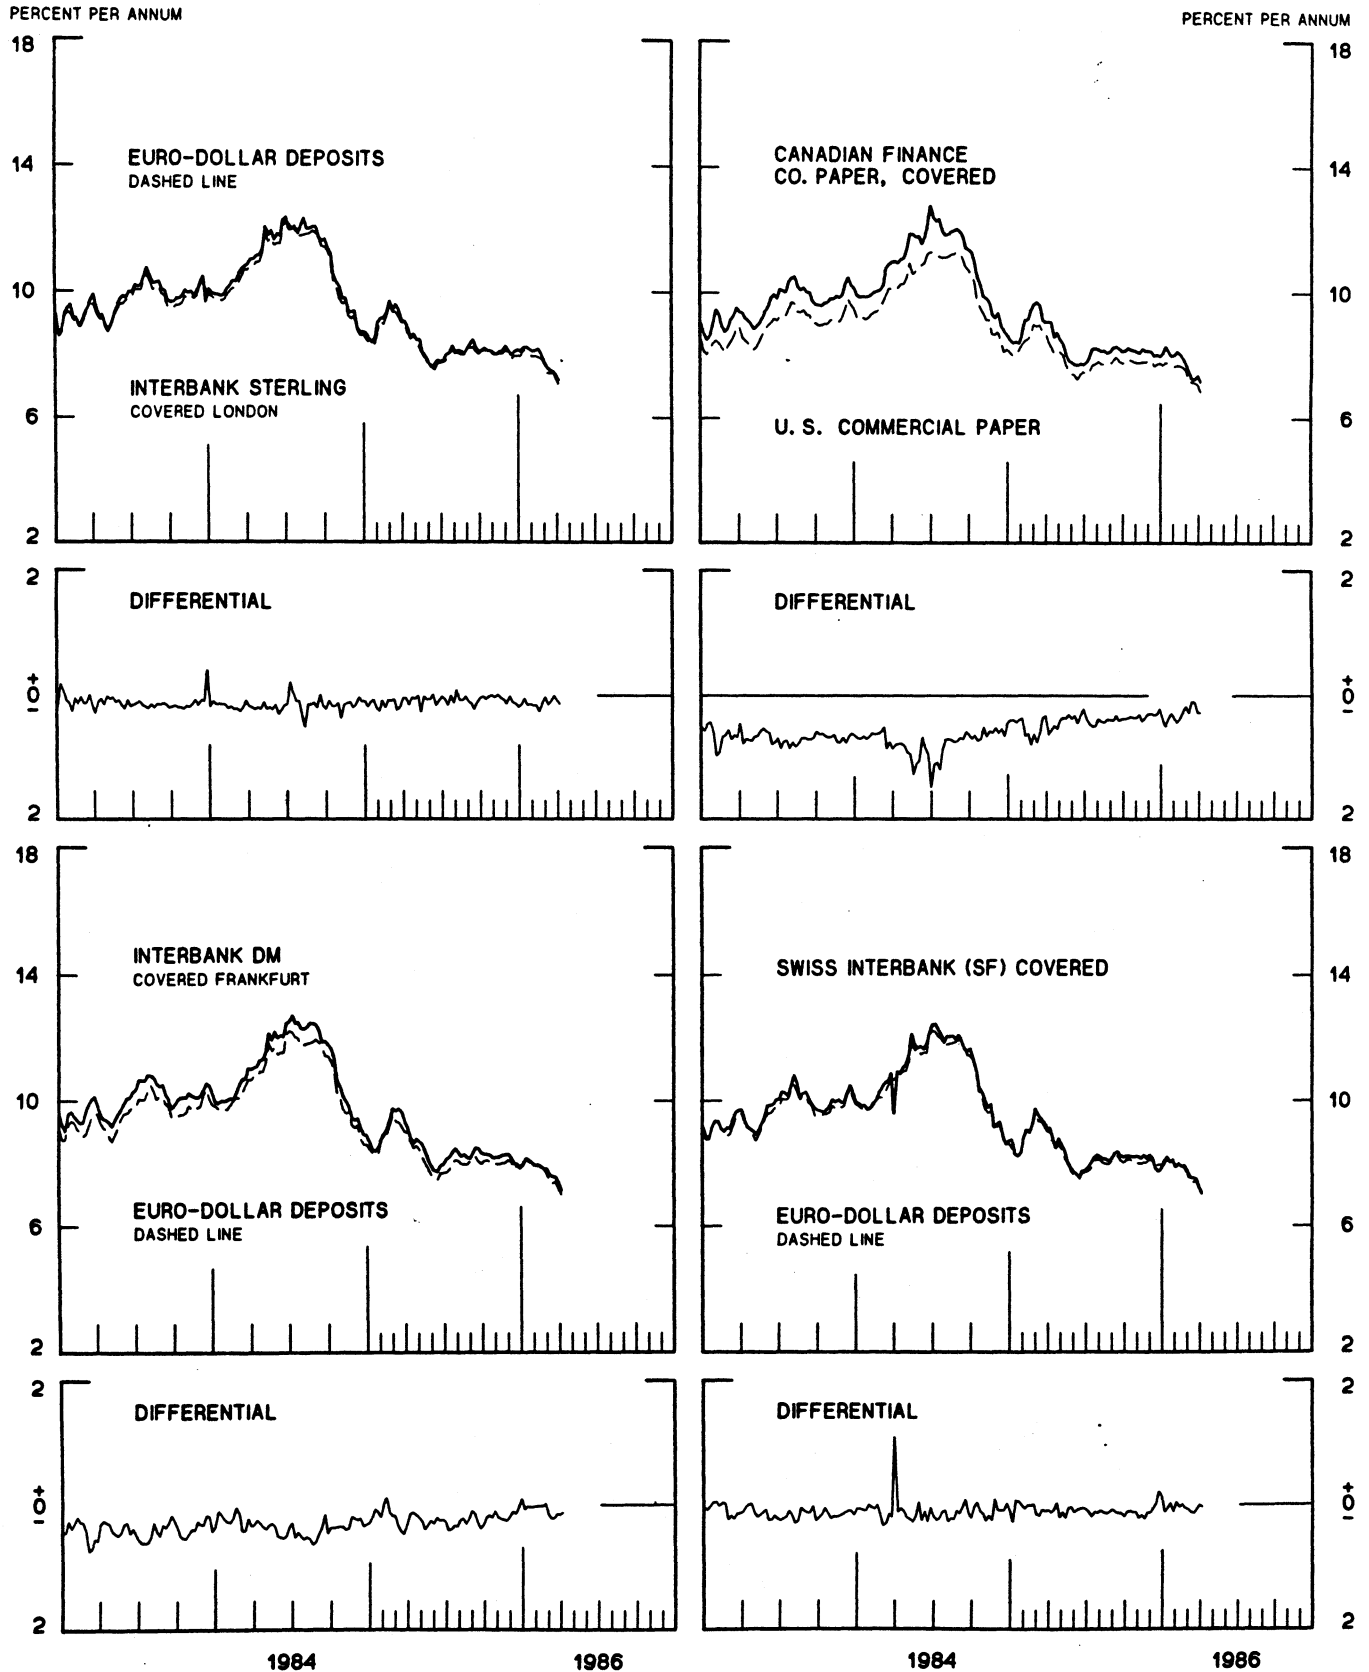 PERCENT PER ANNUM
PERCENT PER ANNUM
18
14
10
6
2
EURO-DOLLAR DEPOSITS
DASHED LINE
INTERBANK STERLING
COVERED LONDON
CANADIAN FINANCE
CO. PAPER, COVERED
U. S. COMMERCIAL PAPER
18
14
10
6
2
2
+
0
−
2
DIFFERENTIAL
DIFFERENTIAL
2
+
0
−
2
18
14
10
6
2
INTERBANK DM
COVERED FRANKFURT
EURO-DOLLAR DEPOSITS
DASHED LINE
SWISS INTERBANK (SF) COVERED
EURO-DOLLAR DEPOSITS
DASHED LINE
18
14
10
6
2
2
+
0
−
2
DIFFERENTIAL
DIFFERENTIAL
2
+
0
−
2
1984
1986
1984
1986